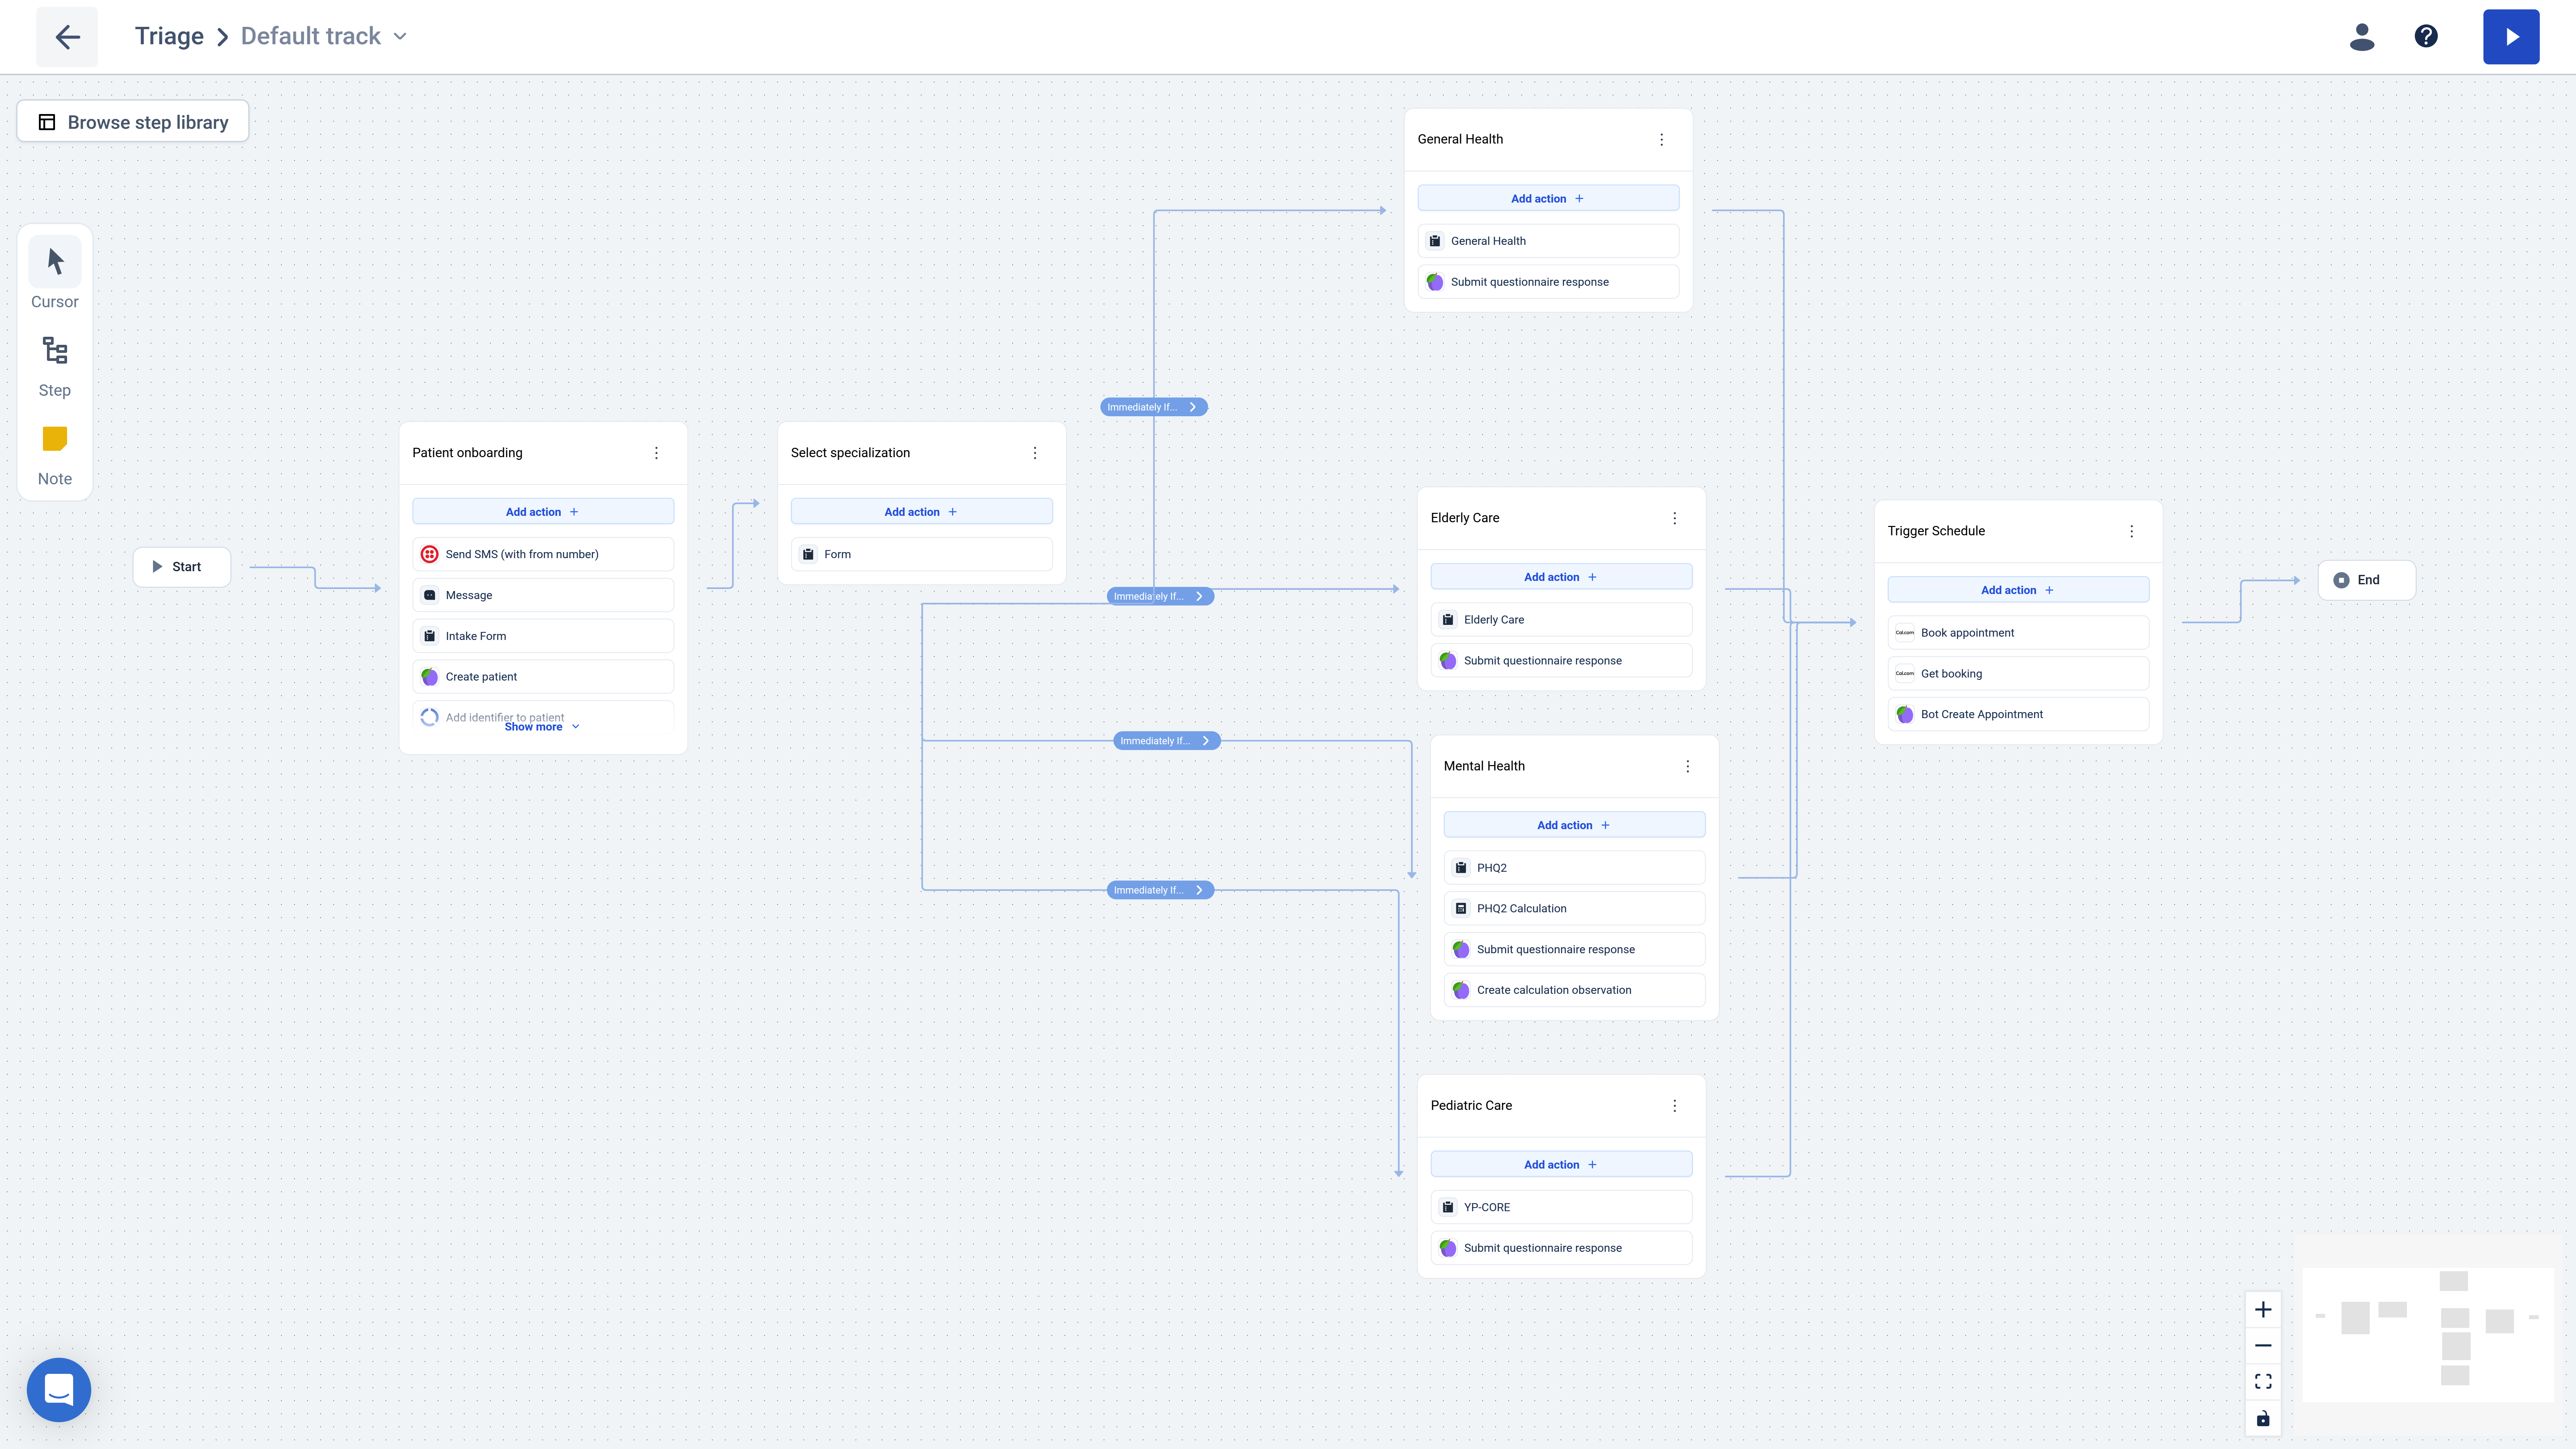 Triage
Default track
Browse step library
Cursor
Step
Note
Start
Patient onboarding
Add action
Send SMS (with from number)
Message
Intake Form
Create patient
Add identifier to patient
Show more
Select specialization
Add action
Form
Immediately If...
Immediately If...
Immediately If...
Immediately If...
General Health
Add action
General Health
Submit questionnaire response
Elderly Care
Add action
Elderly Care
Submit questionnaire response
Mental Health
Add action
PHQ2
PHQ2 Calculation
Submit questionnaire response
Create calculation observation
Pediatric Care
Add action
YP-CORE
Submit questionnaire response
Trigger Schedule
Add action
Cal.com Book appointment
Cal.com Get booking
Bot Create Appointment
End